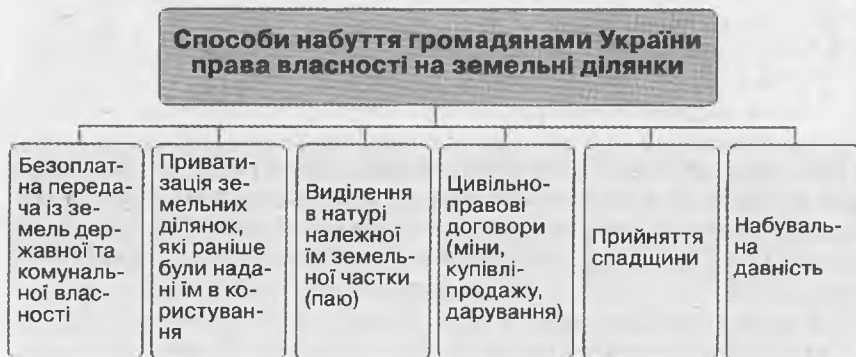 Способи набуття громадянами України
права власності на земельні ділянки
Безоплат-
на переда-
ча із зе-
мель дер-
жавної та
комуналь-
ної влас-
ності
Привати-
зація зе-
мельних
ділянок,
які раніше
були нада-
ні їм в ко-
ристуван-
ня
Виділення
в натурі
належної
їм земель-
ної частки
(паю)
Цивільно-
правові
договори
(міни,
купівлі-
продажу,
дарування)
Прийняття
спадщини
Набуваль-
на
давність